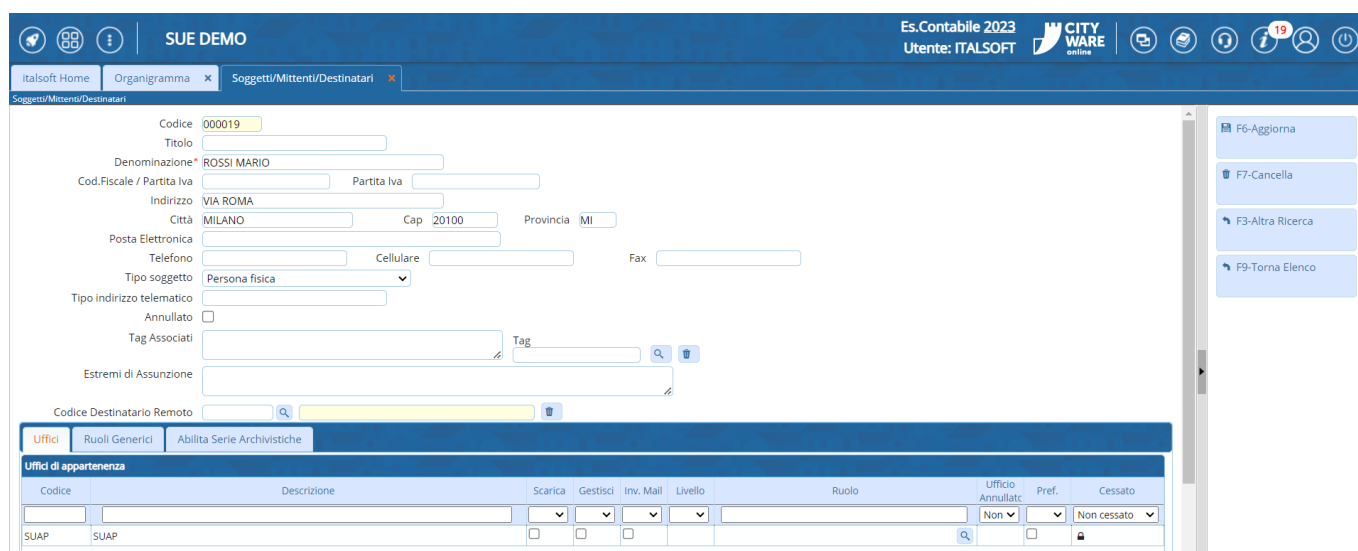 SUE DEMO
Es.Contabile 2023
Utente: ITALSOFT
CITY
WARE
online
19
italsoft Home
Organigramma
Soggetti/Mittenti/Destinatari
Soggetti/Mittenti/Destinatari
Codice 000019
Titolo
Denominazione* ROSSI MARIO
Cod.Fiscale / Partita Iva Partita Iva
Indirizzo VIA ROMA
Città MILANO Cap 20100 Provincia MI
Posta Elettronica
Telefono Cellulare Fax
Tipo soggetto Persona fisica
Tipo indirizzo telematico
Annullato
Tag Associati Tag
Estremi di Assunzione
Codice Destinatario Remoto
F6-Aggiorna
F7-Cancella
F3-Altra Ricerca
F9-Torna Elenco
Uffici Ruoli Generici Abilita Serie Archivistiche
Uffici di appartenenza
Codice Descrizione Scarica Gestisci Inv. Mail Livello Ruolo Ufficio Annullatc Pref. Cessato
Non Non cessato
SUAP SUAP